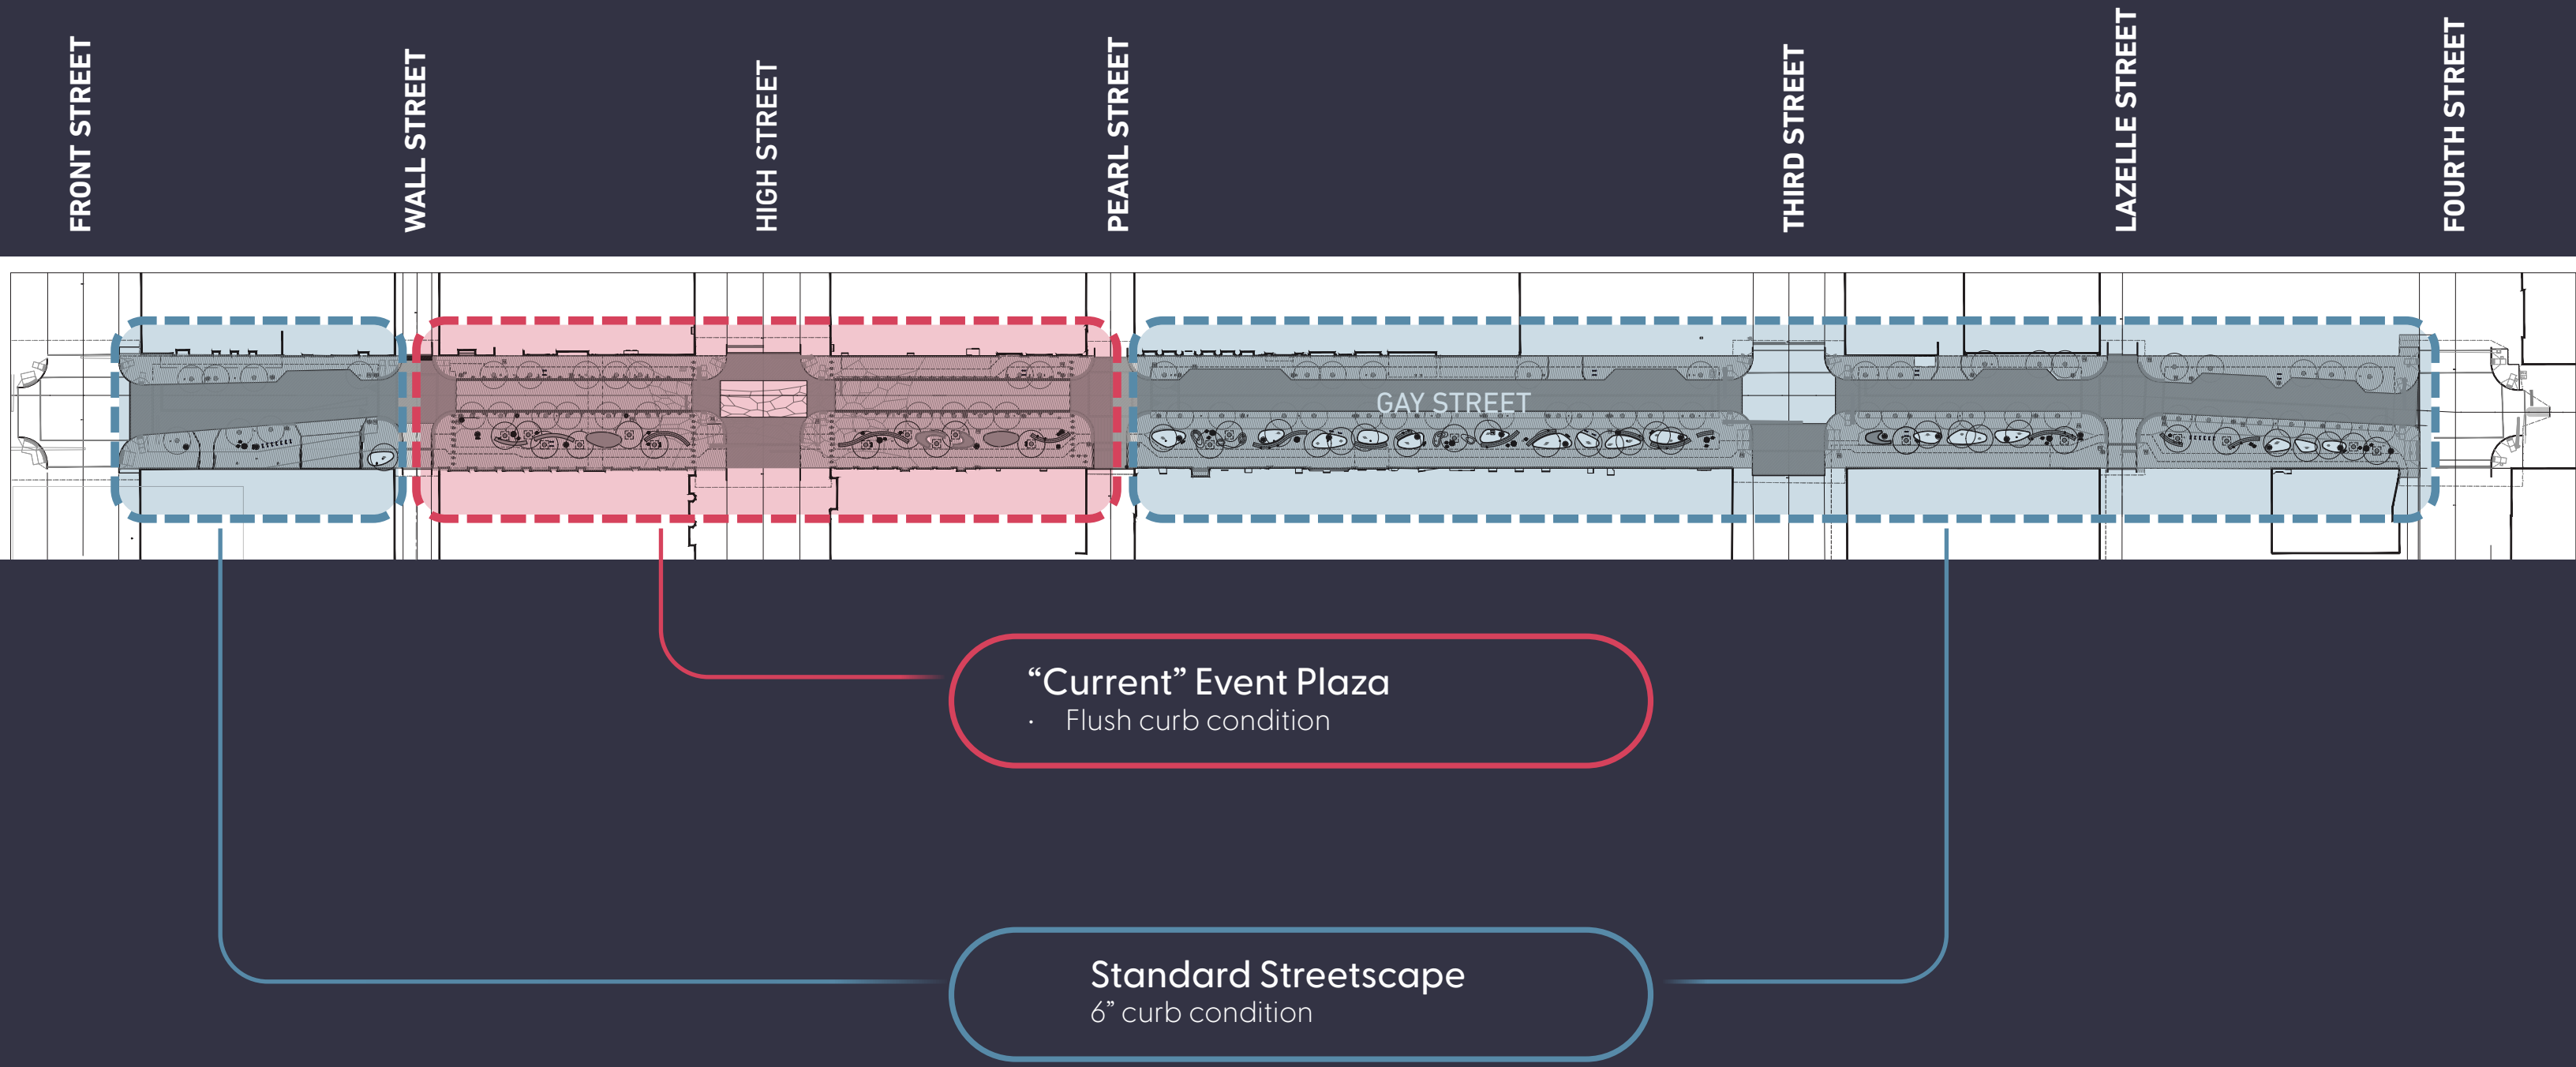 FRONT STREET
WALL STREET
HIGH STREET
PEARL STREET
THIRD STREET
LAZELLE STREET
FOURTH STREET
GAY STREET
“Current” Event Plaza
· Flush curb condition
Standard Streetscape
6” curb condition